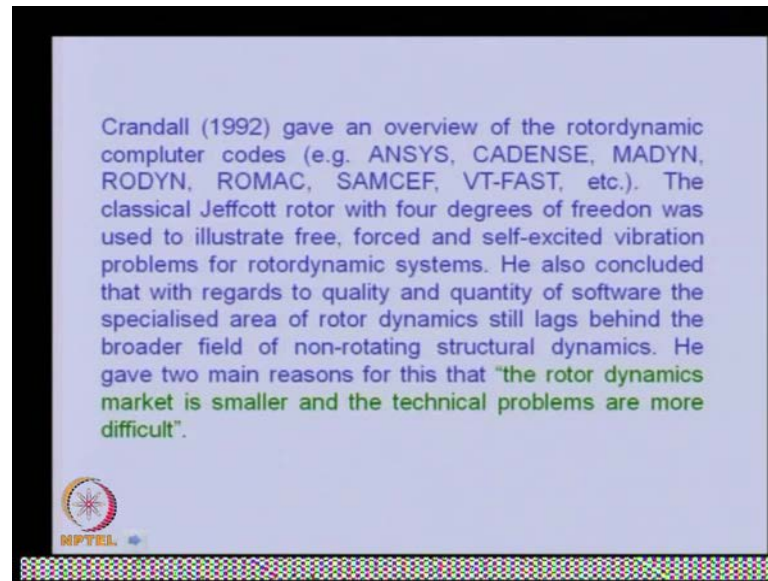 Crandall (1992) gave an overview of the rotordynamic
compluter codes (e.g. ANSYS, CADENSE, MADYN,
RODYN, ROMAC, SAMCEF, VT-FAST, etc.). The
classical Jeffcott rotor with four degrees of freedon was
used to illustrate free, forced and self-excited vibration
problems for rotordynamic systems. He also concluded
that with regards to quality and quantity of software the
specialised area of rotor dynamics still lags behind the
broader field of non-rotating structural dynamics. He
gave two main reasons for this that “the rotor dynamics
market is smaller and the technical problems are more
difficult”.
NPTEL